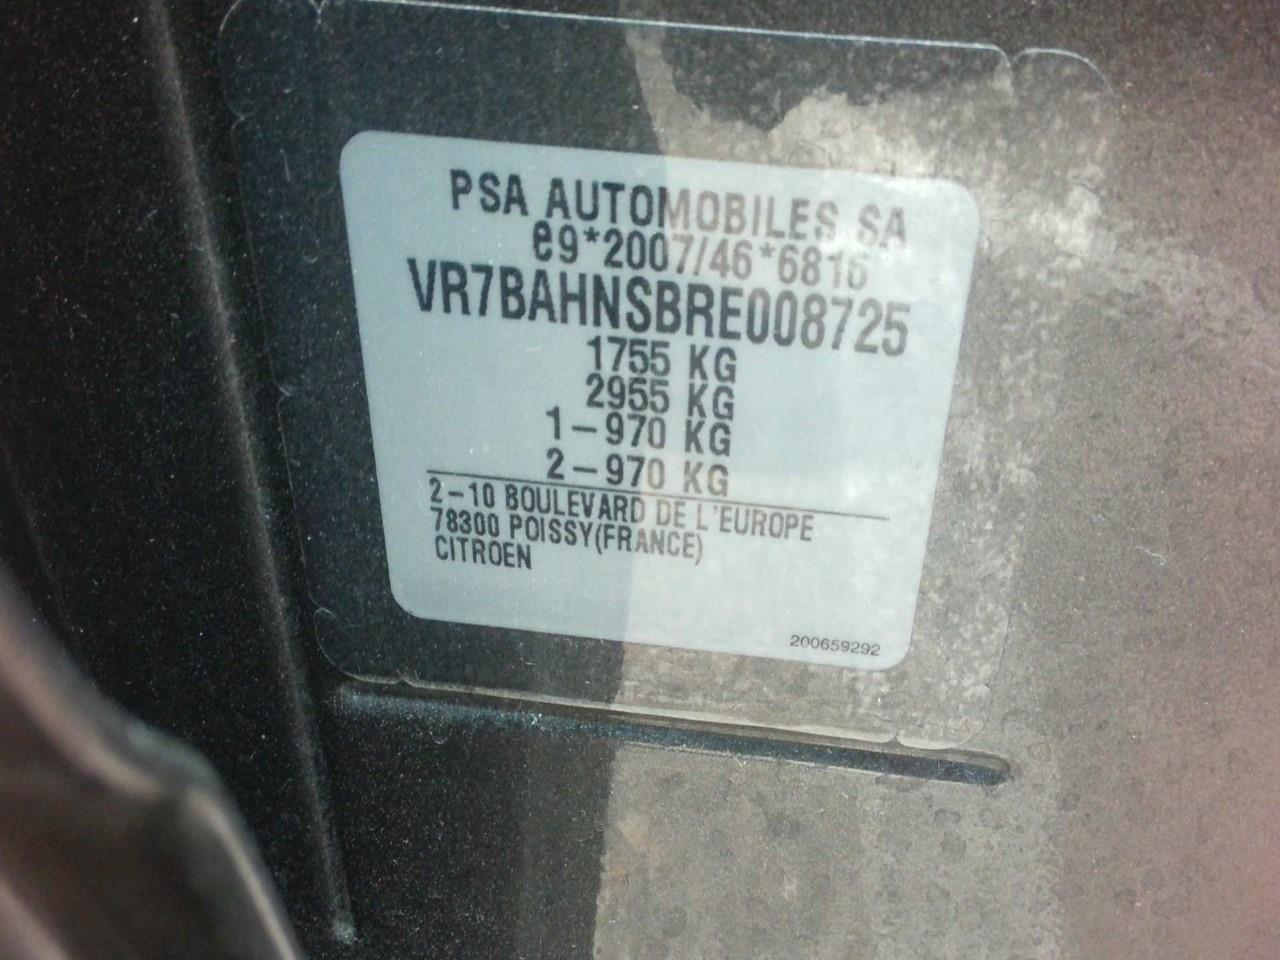 PSA AUTOMOBILES SA
e9*2007/46*6816
VR7BAHNSBRE008725
1755 KG
2955 KG
1-970 KG
2-970 KG
2-10 BOULEVARD DE L'EUROPE
78300 POISSY(FRANCE)
CITROEN
200659292